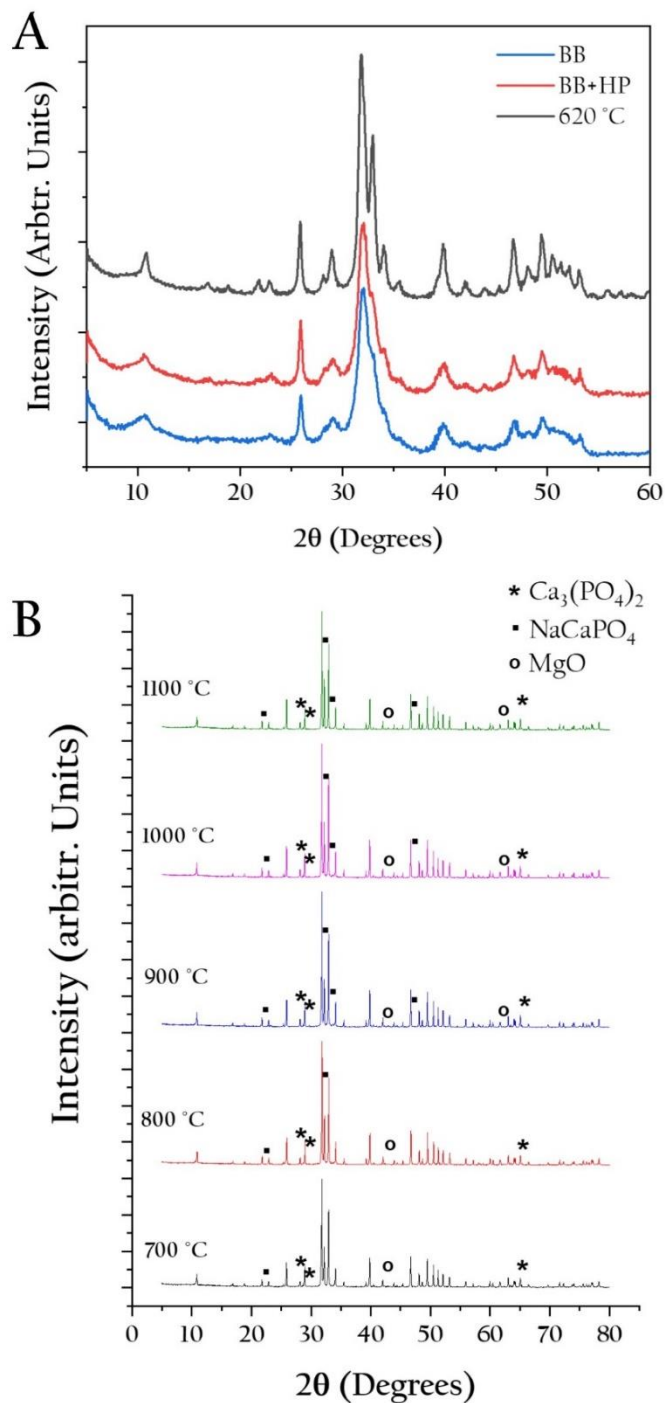 A
BB
BB+HP
620 °C
Intensity (Arbtr. Units)
10 20 30 40 50 60
2θ (Degrees)
B
* Ca₃(PO₄)₂
▪ NaCaPO₄
o MgO
1100 °C
1000 °C
900 °C
800 °C
700 °C
Intensity (arbitr. Units)
0 10 20 30 40 50 60 70 80
2θ (Degrees)